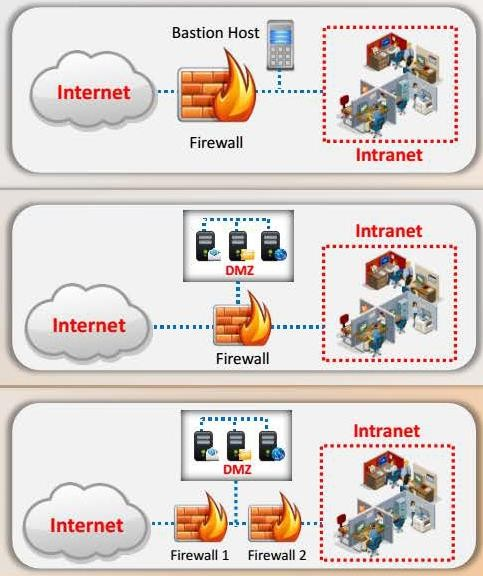 Bastion Host
Internet
Firewall
Intranet
Intranet
DMZ
Internet
Firewall
Intranet
DMZ
Internet
Firewall 1
Firewall 2